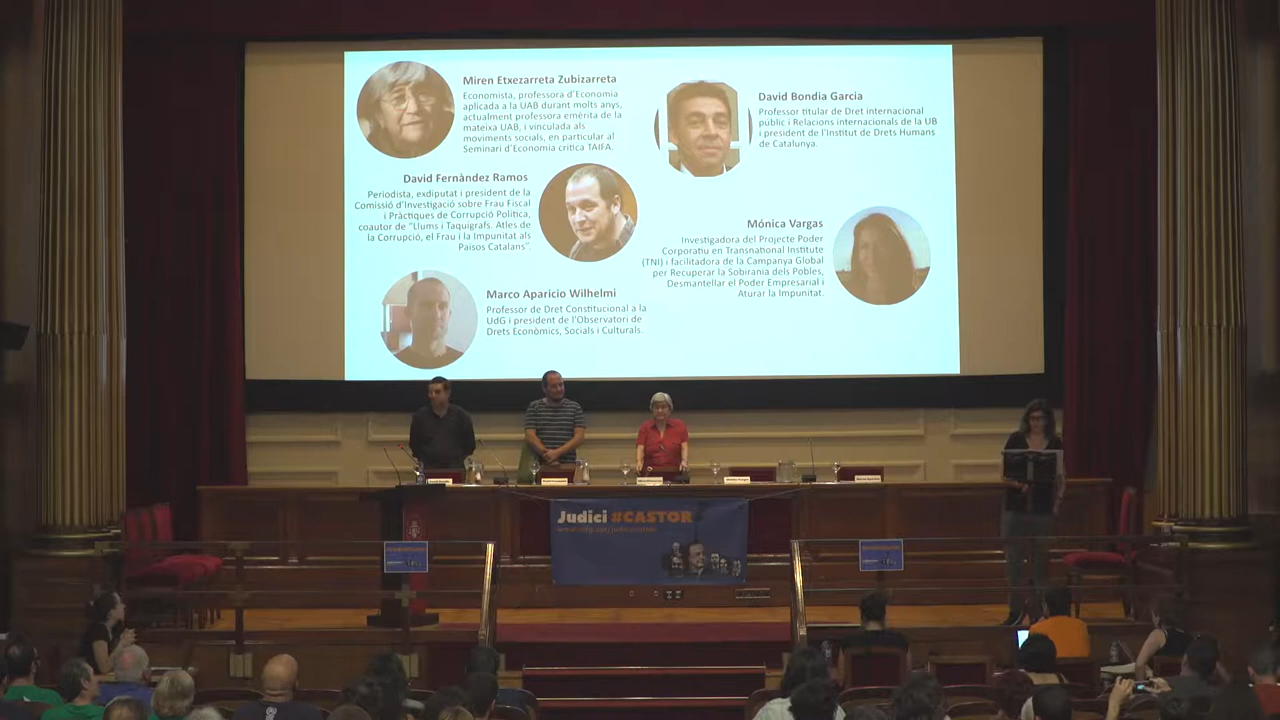 Miren Etxezarreta Zubizarreta
Economista, professora d'Economia
aplicada a la UAB durant molts anys,
actualment professora emèrita de la
mateixa UAB, i vinculada als
moviments socials, en particular al
Seminari d'Economia crítica TAIFA.
David Bondia Garcia
Professor titular de Dret internacional
públic i Relacions internacionals de la UB
i president de l'Institut de Drets Humans
de Catalunya.
David Fernàndez Ramos
Periodista, exdiputat i president de la
Comissió d'Investigació sobre Frau Fiscal
i Pràctiques de Corrupció Política,
coautor de "Llums i Taquígrafs. Atles de
la Corrupció, el Frau i la Impunitat als
Països Catalans".
Mónica Vargas
Investigadora del Projecte Poder
Corporatiu en Transnational Institute
(TNI) i facilitadora de la Campanya Global
per Recuperar la Sobirania dels Pobles,
Desmantellar el Poder Empresarial i
Aturar la Impunitat.
Marco Aparicio Wilhelmi
Professor de Dret Constitucional a la
UdG i president de l'Observatori de
Drets Econòmics, Socials i Culturals.
Judici #CASTOR